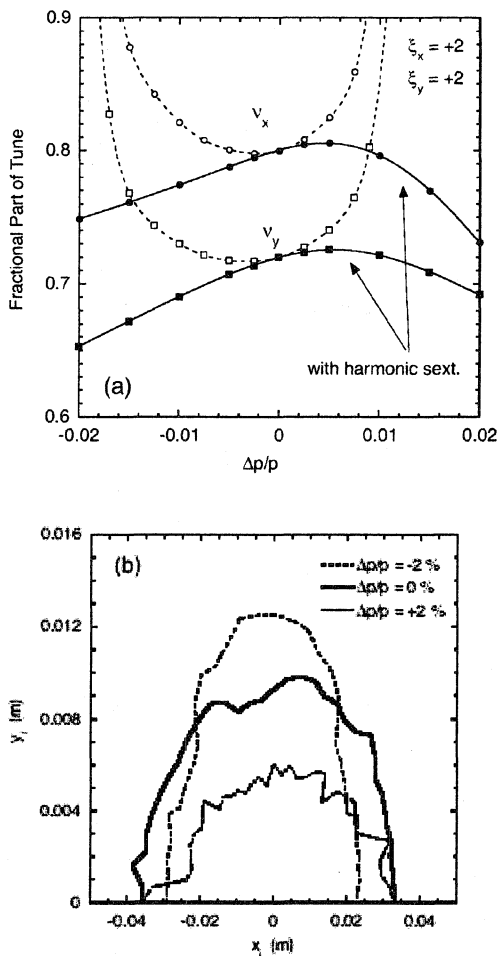 0.9
ξx = +2
ξy = +2
νx
0.8
Fractional Part of Tune
νy
0.7
with harmonic sext.
(a)
0.6
-0.02 -0.01 0 0.01 0.02
Δp/p
0.016
(b)
Δp/p = -2 %
Δp/p = 0 %
Δp/p = +2 %
0.012
yi (m)
0.008
0.004
0
-0.04 -0.02 0 0.02 0.04
xi (m)